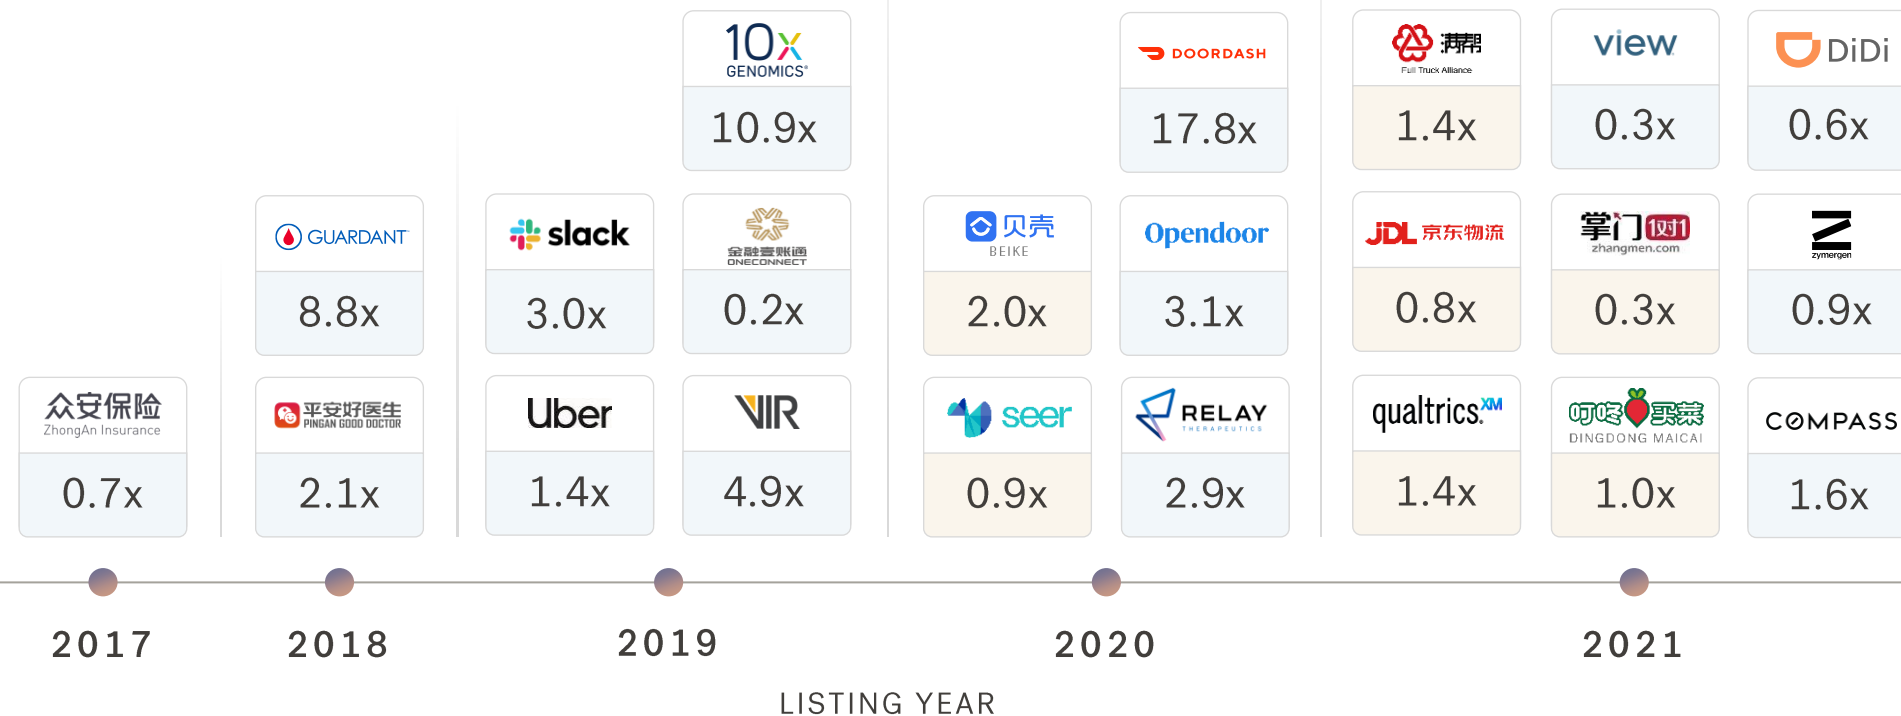 10x
GENOMICS®
10.9x
DOORDASH
17.8x
满帮
Full Truck Alliance
1.4x
view
0.3x
DiDi
0.6x
GUARDANT
8.8x
slack
3.0x
金融壹账通
ONECONNECT
0.2x
贝壳
BEIKE
2.0x
Opendoor
3.1x
JDL 京东物流
0.8x
掌门1对1
zhangmen.com
0.3x
zymergen
0.9x
众安保险
ZhongAn Insurance
0.7x
平安好医生
PINGAN GOOD DOCTOR
2.1x
Uber
1.4x
VIR
4.9x
seer
0.9x
RELAY
THERAPEUTICS
2.9x
qualtrics.XM
1.4x
叮咚买菜
DINGDONG MAICAI
1.0x
COMPASS
1.6x
2017
2018
2019
2020
2021
LISTING YEAR